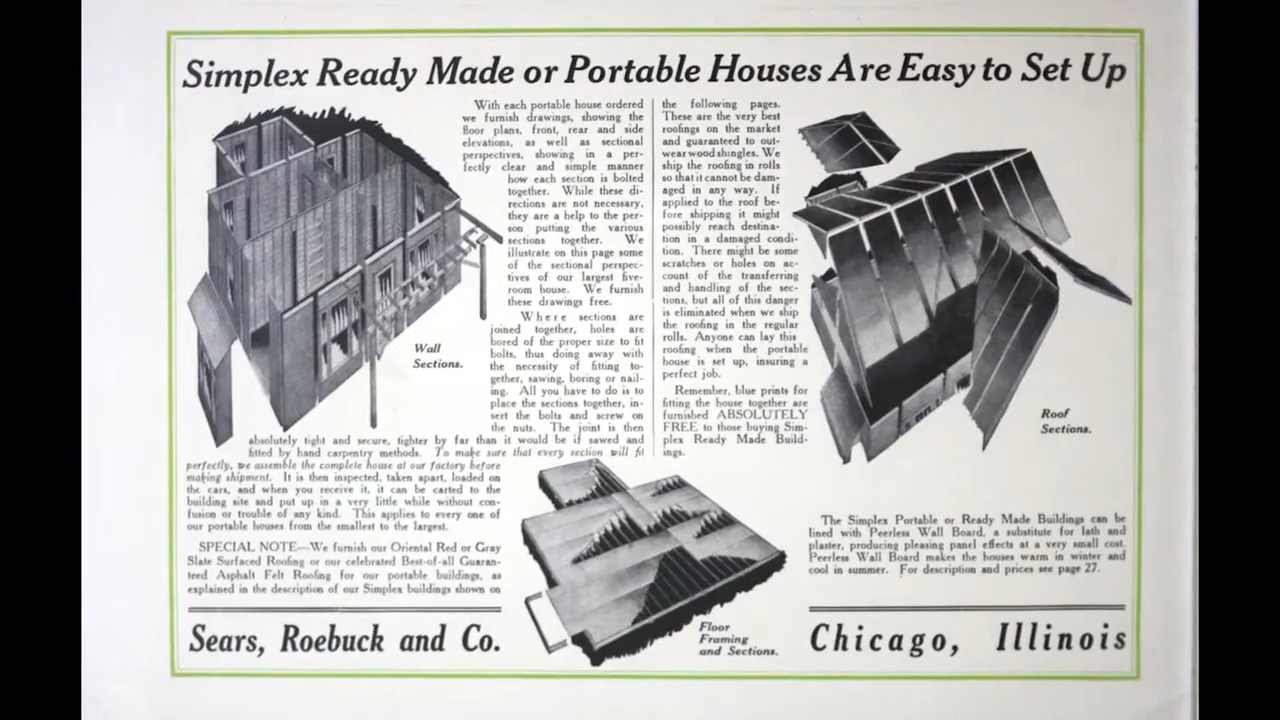 Simplex Ready Made or Portable Houses Are Easy to Set Up
With each portable house ordered
we furnish drawings, showing the
floor plans, front, rear and side
elevations, as well as sectional
perspectives, showing in a per-
fectly clear and simple manner
how each section is bolted
together. While these di-
rections are not necessary,
they are a help to the per-
son putting the various
sections together. We
illustrate on this page some
of the sectional perspec-
tives of our largest five-
room house. We furnish
these drawings free.
Where sections are
joined together, holes are
bored of the proper size to fit
bolts, thus doing away with
the necessity of fitting to-
gether, sawing, boring or nail-
ing. All you have to do is to
place the sections together, in-
sert the bolts and screw on
the nuts. The joint is then
absolutely tight and secure, tighter by far than it would be if sawed and
fitted by hand carpentry methods. To make sure that every section will fit
perfectly, we assemble the complete house at our factory before
making shipment. It is then inspected, taken apart, loaded on
the cars, and when you receive it, it can be carted to the
building site and put up in a very little while without con-
fusion or trouble of any kind. This applies to every one of
our portable houses from the smallest to the largest.
SPECIAL NOTE—We furnish our Oriental Red or Gray
Slate Surfaced Roofing or our celebrated Best-of-all Guaran-
teed Asphalt Felt Roofing for our portable buildings, as
explained in the description of our Simplex buildings shown on
the following pages.
These are the very best
roofings on the market
and guaranteed to out-
wear wood shingles. We
ship the roofing in rolls
so that it cannot be dam-
aged in any way. If
applied to the roof be-
fore shipping it might
possibly reach destina-
tion in a damaged condi-
tion. There might be some
scratches or holes on ac-
count of the transferring
and handling of the sec-
tions, but all of this danger
is eliminated when we ship
the roofing in the regular
rolls. Anyone can lay this
roofing when the portable
house is set up, insuring a
perfect job.
Remember, blue prints for
fitting the house together are
furnished ABSOLUTELY
FREE to those buying Sim-
plex Ready Made Build-
ings.
Wall
Sections.
Roof
Sections.
Floor
Framing
and Sections.
The Simplex Portable or Ready Made Buildings can be
lined with Peerless Wall Board, a substitute for lath and
plaster, producing pleasing panel effects at a very small cost.
Peerless Wall Board makes the houses warm in winter and
cool in summer. For description and prices see page 27.
Sears, Roebuck and Co.
Chicago, Illinois